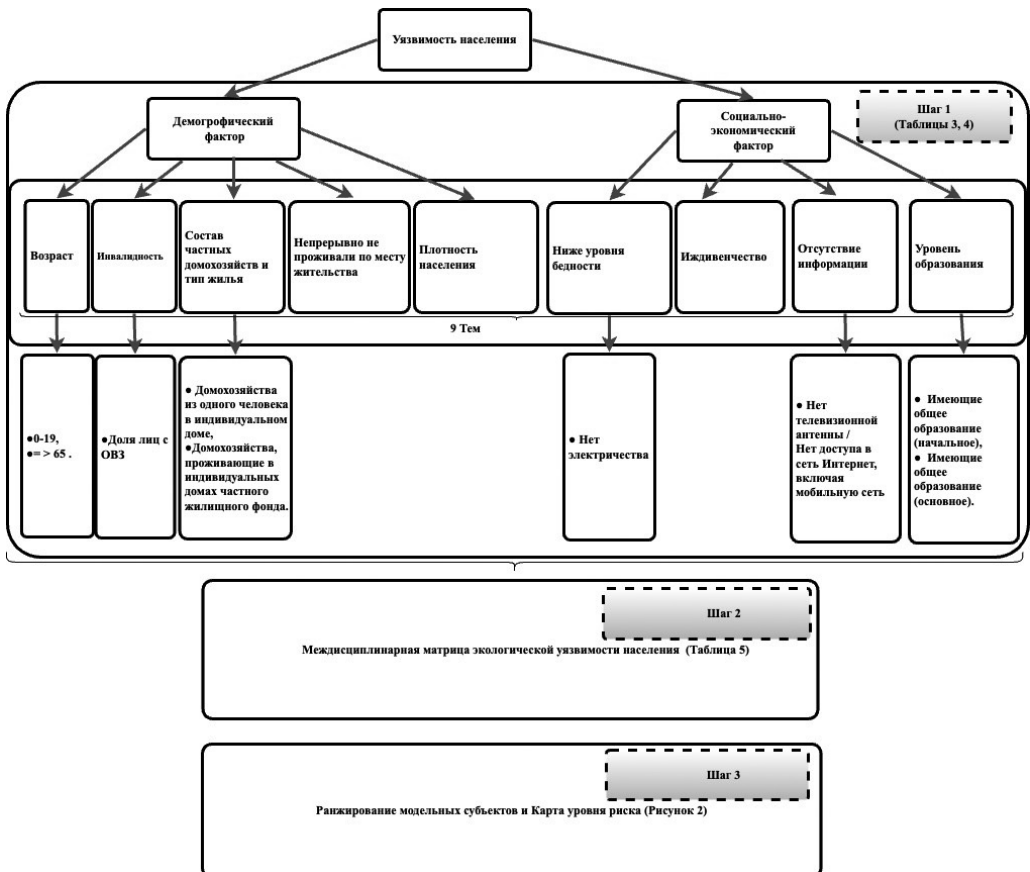 Уязвимость населения
Демогрофический
фактор
Социально-
экономический
фактор
Шаг 1
(Таблицы 3, 4)
Возраст
Инвалидность
Состав
частных
домохозяйств и
тип жилья
Непрерывно не
проживали по месту
жительства
Плотность
населения
Ниже уровня
бедности
Иждивенчество
Отсутствие
информации
Уровень
образования
9 Тем
●0-19,
●= > 65 .
●Доля лиц с
ОВЗ
● Домохозяйства
из одного человека
в индивидуальном
доме,
●Домохозяйства,
проживающие в
индивидуальных
домах частного
жилищного фонда.
● Нет
электричества
● Нет
телевизионной
антенны /
Нет доступа в
сеть Интернет,
включая
мобильную сеть
● Имеющие
общее
образование
(начальное),
● Имеющие
общее
образование
(основное).
Шаг 2
Междисциплинарная матрица экологической уязвимости населения (Таблица 5)
Шаг 3
Ранжирование модельных субъектов и Карта уровня риска (Рисунок 2)